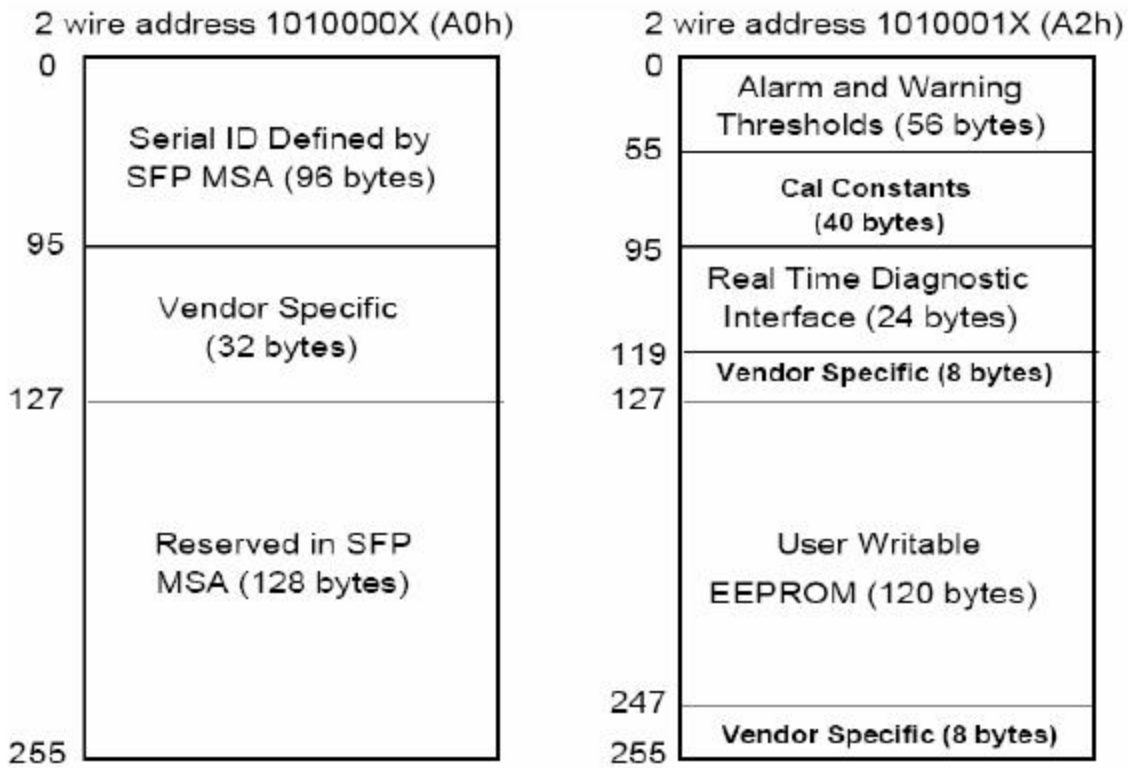 2 wire address 1010000X (A0h)
0
Serial ID Defined by
SFP MSA (96 bytes)
95
Vendor Specific
(32 bytes)
127
Reserved in SFP
MSA (128 bytes)
255
2 wire address 1010001X (A2h)
0
Alarm and Warning
Thresholds (56 bytes)
55
Cal Constants
(40 bytes)
95
Real Time Diagnostic
Interface (24 bytes)
119
Vendor Specific (8 bytes)
127
User Writable
EEPROM (120 bytes)
247
Vendor Specific (8 bytes)
255